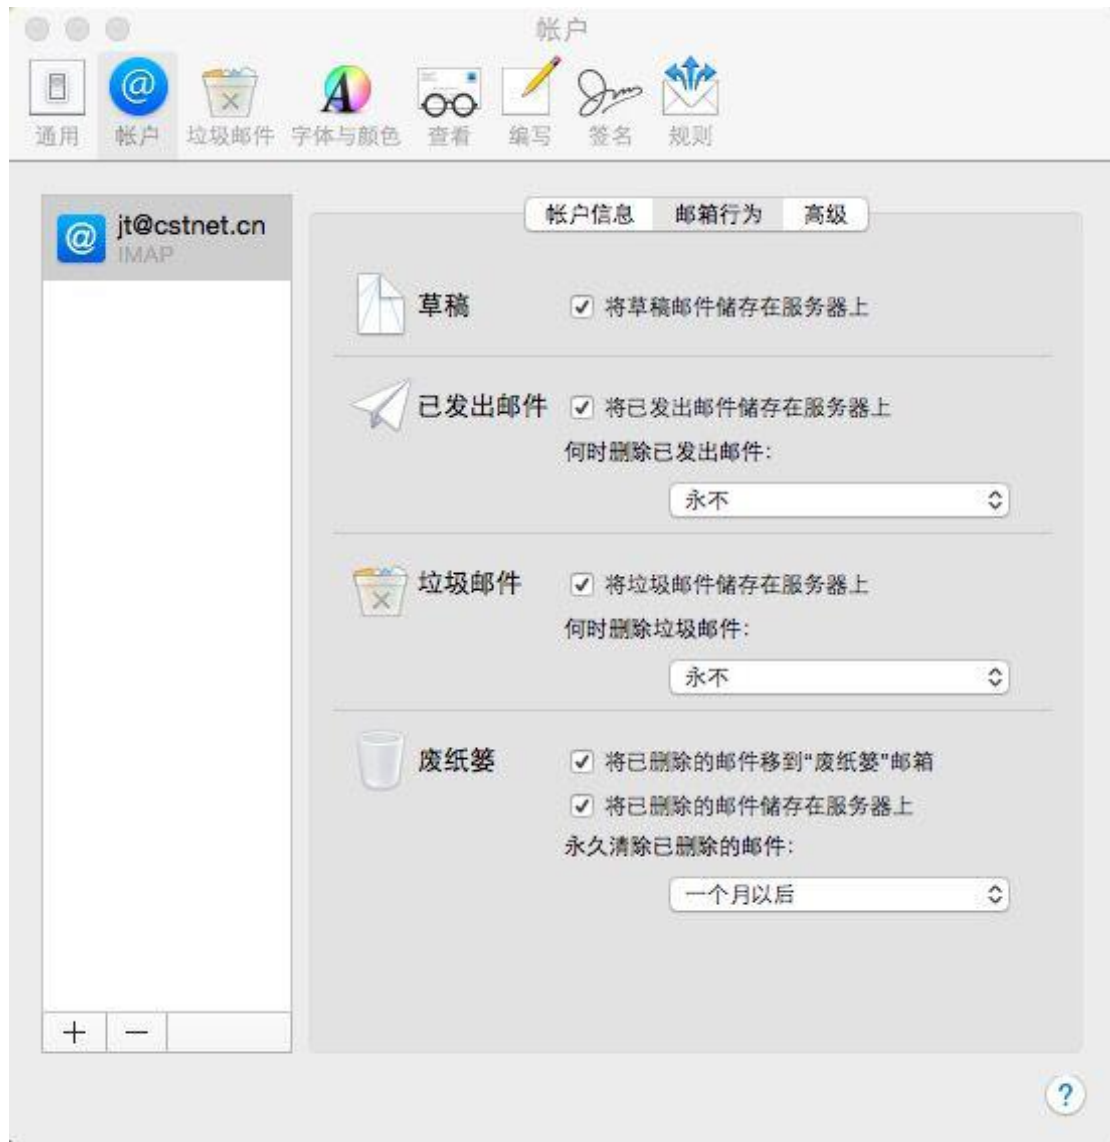 帐户
通用 帐户 垃圾邮件 字体与颜色 查看 编写 签名 规则
jt@cstnet.cn
IMAP
帐户信息 邮箱行为 高级
草稿 将草稿邮件储存在服务器上
已发出邮件 将已发出邮件储存在服务器上
何时删除已发出邮件:
永不
垃圾邮件 将垃圾邮件储存在服务器上
何时删除垃圾邮件:
永不
废纸篓 将已删除的邮件移到“废纸篓”邮箱
将已删除的邮件储存在服务器上
永久清除已删除的邮件:
一个月以后